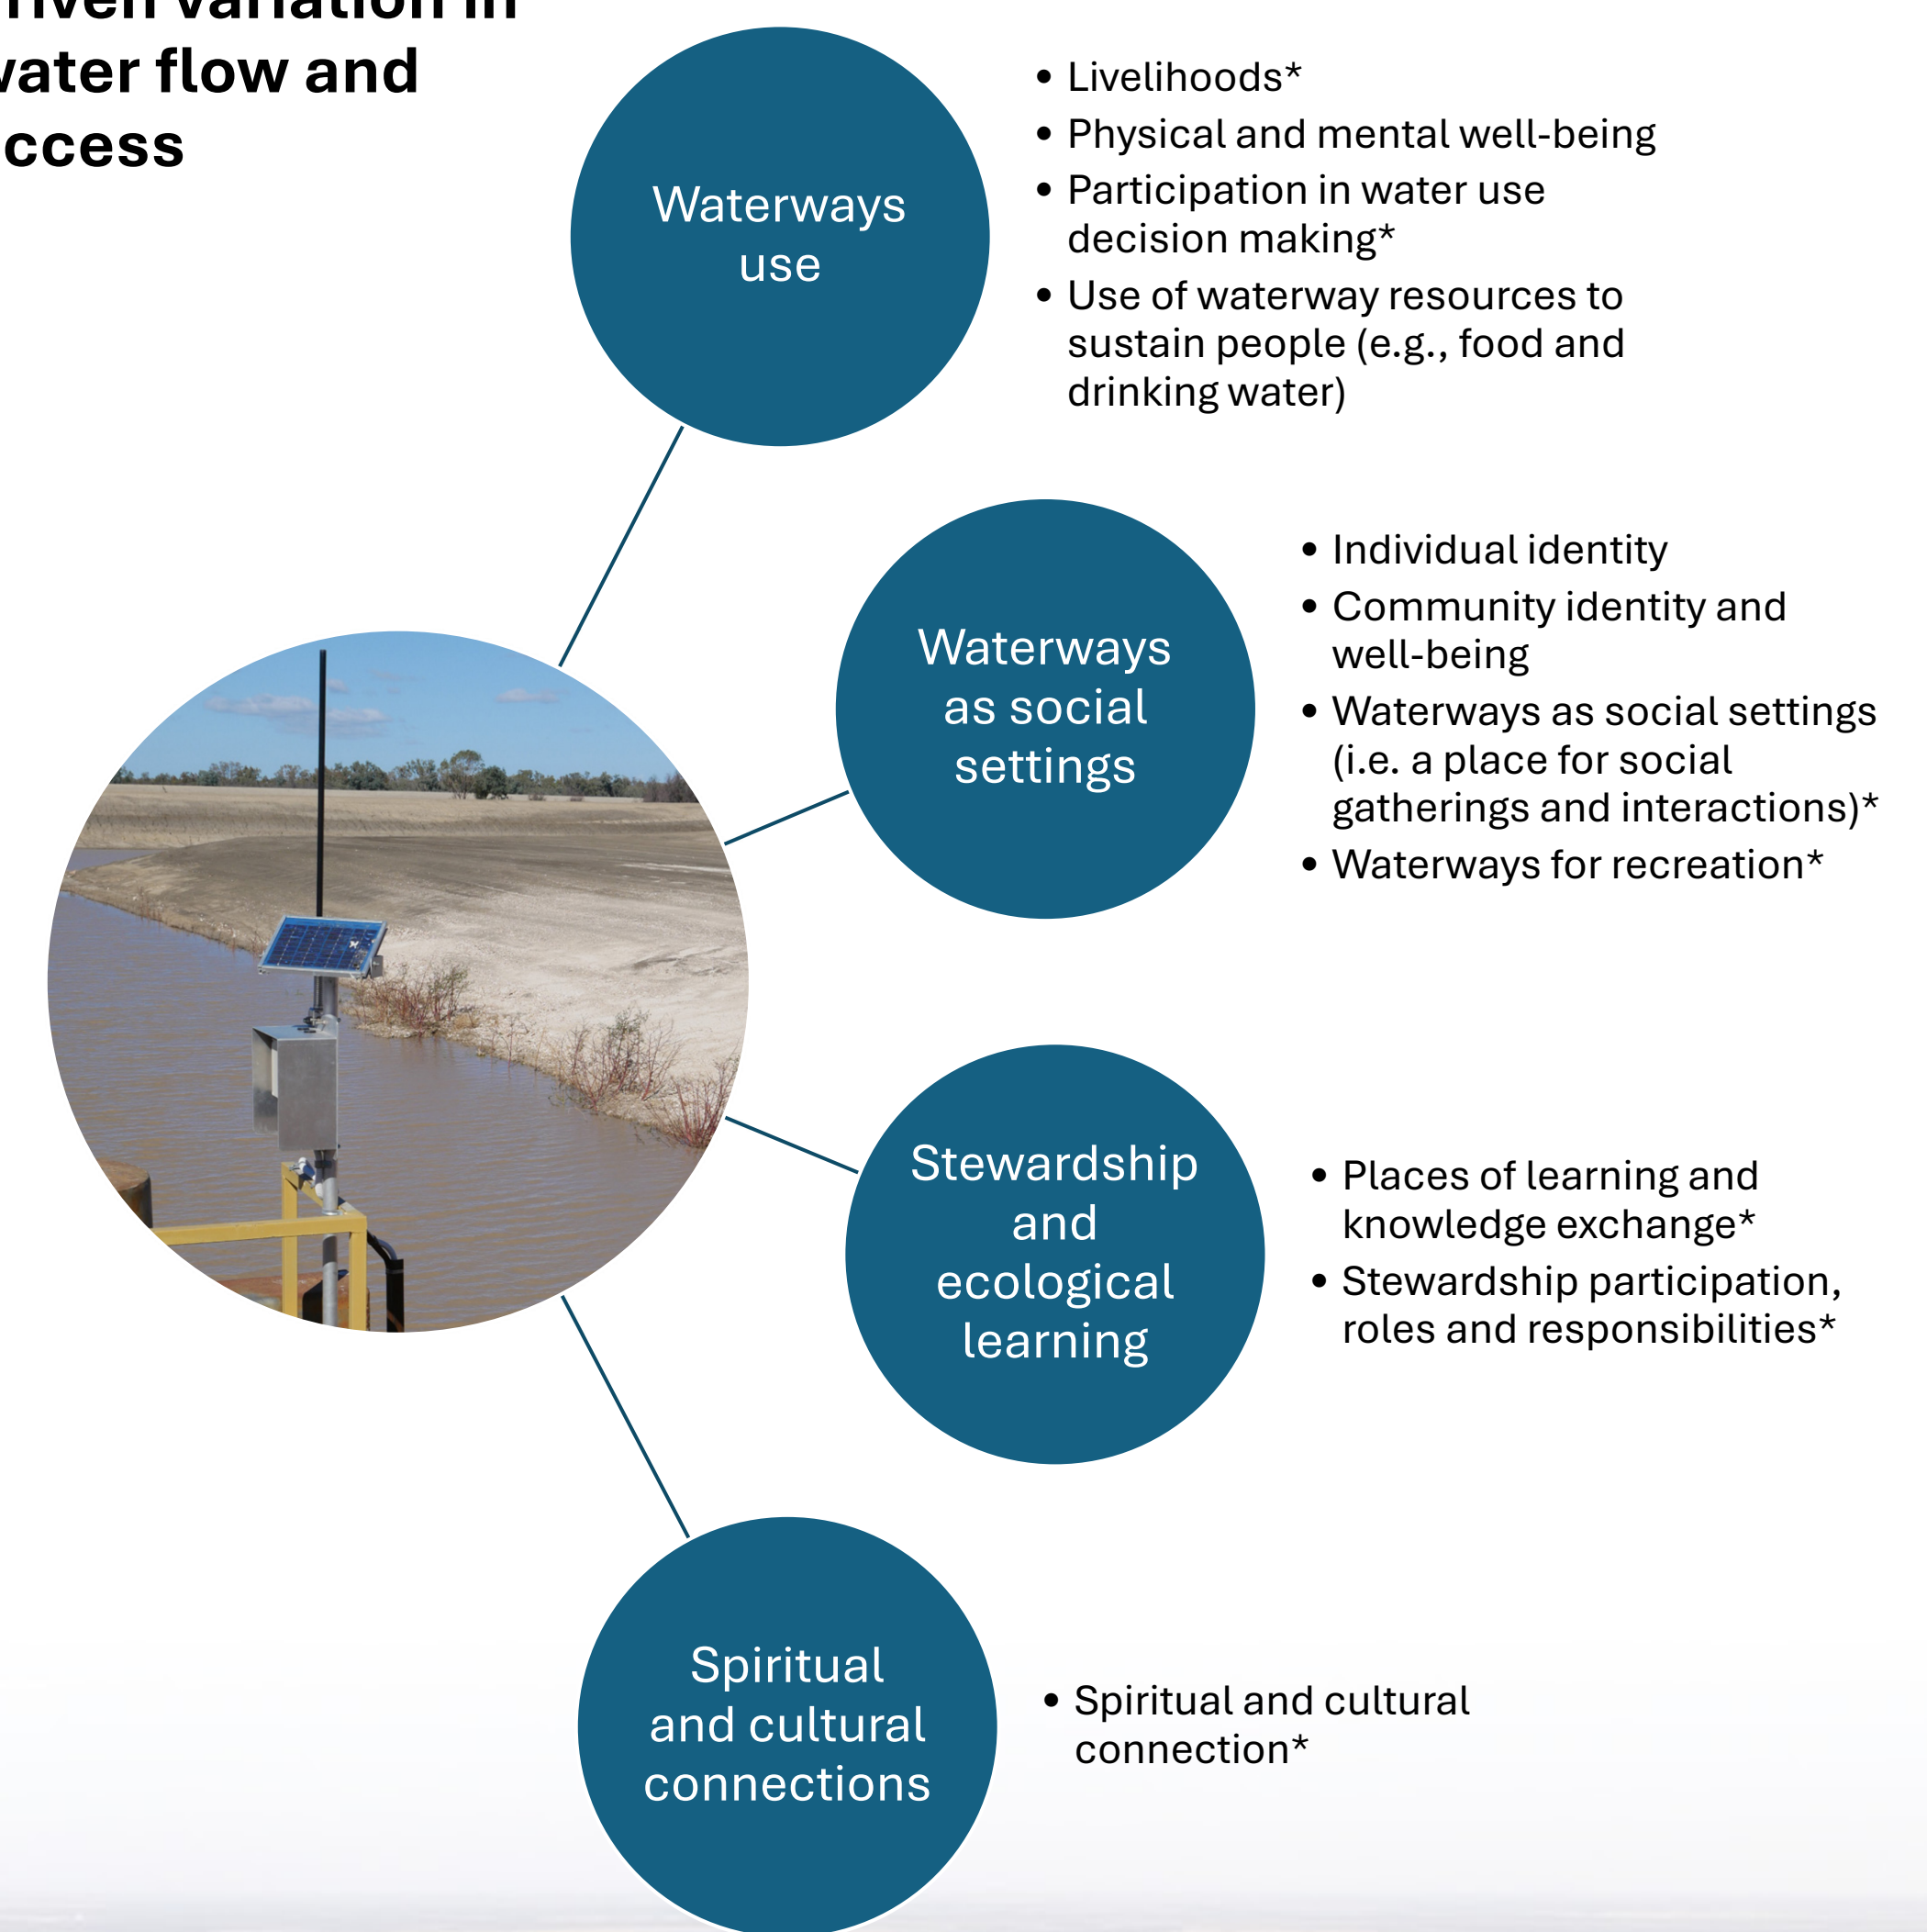 variation in
flow and
Waterways
use
• Livelihoods*
• Physical and mental well-being
• Participation in water use
decision making*
• Use of waterway resources to
sustain people (e.g., food and
drinking water)
Waterways
as social
settings
• Individual identity
• Community identity and
well-being
• Waterways as social settings
(i.e. a place for social
gatherings and interactions)*
• Waterways for recreation*
Stewardship
and
ecological
learning
• Places of learning and
knowledge exchange*
• Stewardship participation,
roles and responsibilities*
Spiritual
and cultural
connections
• Spiritual and cultural
connection*